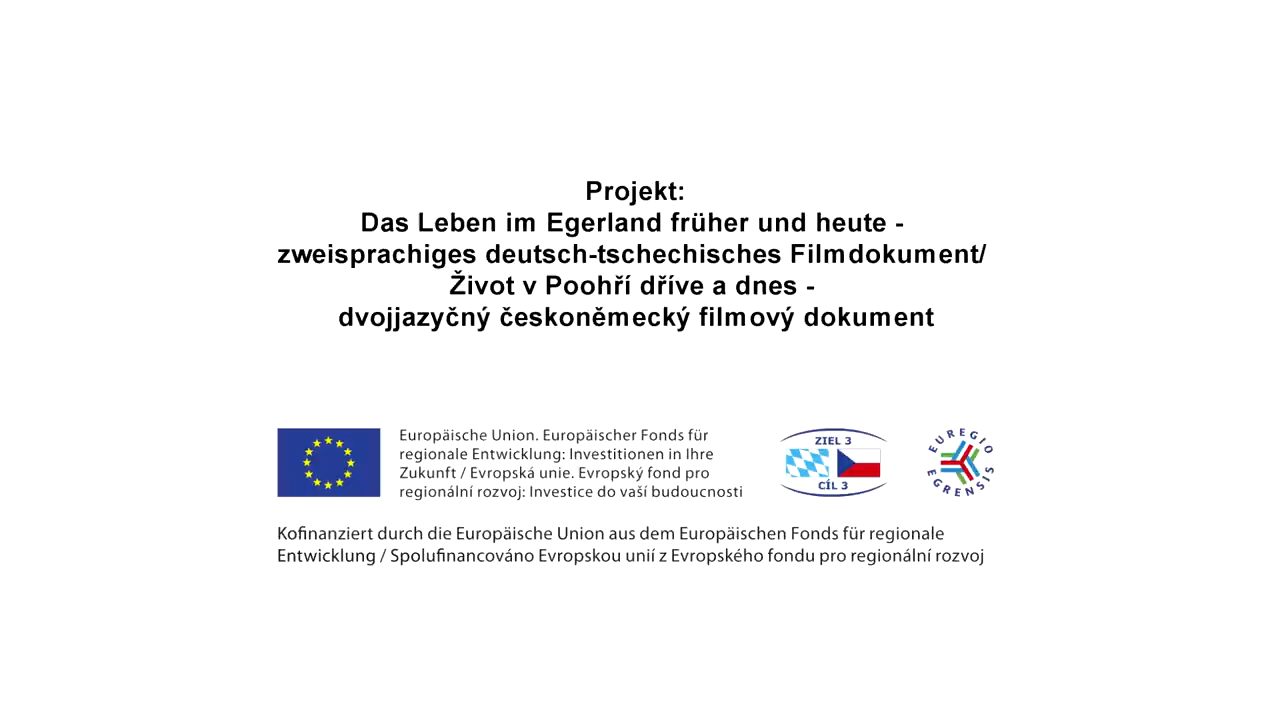 Projekt:
Das Leben im Egerland früher und heute -
zweisprachiges deutsch-tschechisches Filmdokument/
Život v Poohří dříve a dnes -
dvojjazyčný českoněmecký filmový dokument
Europäische Union. Europäischer Fonds für
regionale Entwicklung: Investitionen in Ihre
Zukunft / Evropská unie. Evropský fond pro
regionální rozvoj: Investice do vaší budoucnosti
ZIEL 3
CÍL 3
EUREGIO
EGRENSIS
Kofinanziert durch die Europäische Union aus dem Europäischen Fonds für regionale
Entwicklung / Spolufinancováno Evropskou unií z Evropského fondu pro regionální rozvoj